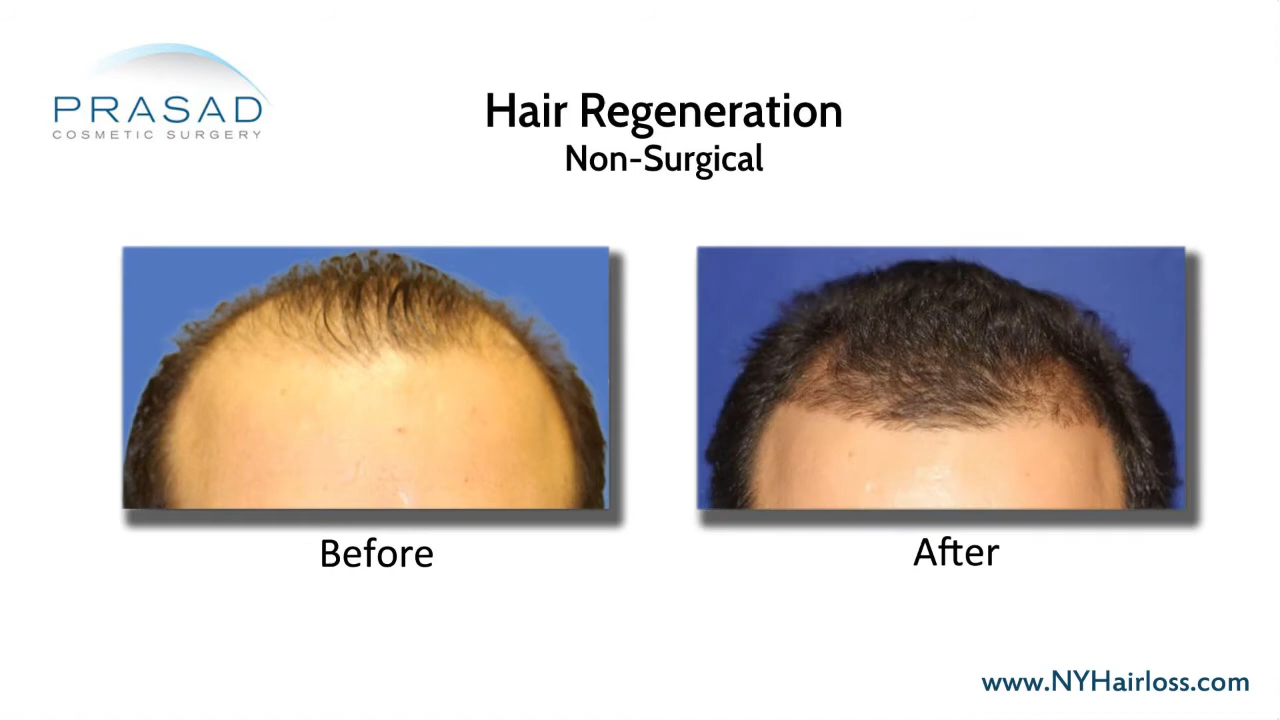 PRASAD
COSMETIC SURGERY
Hair Regeneration
Non-Surgical
Before
After
www.NYHairloss.com